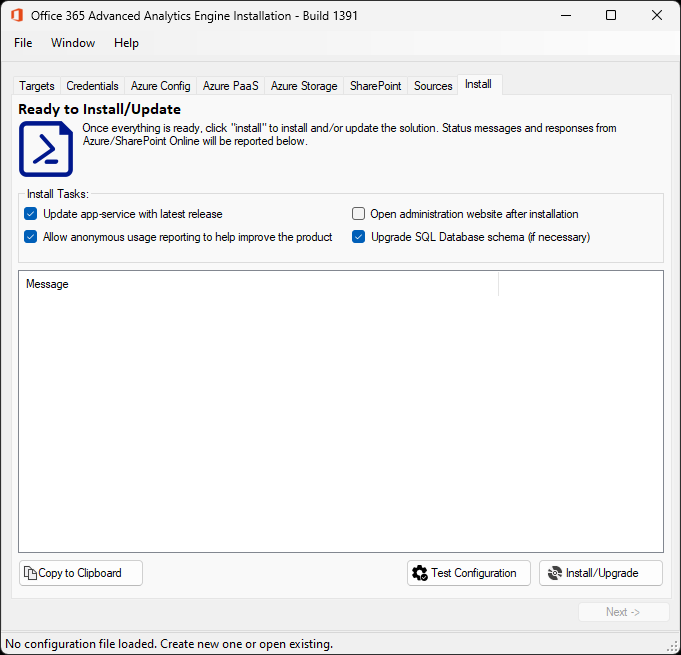 Office 365 Advanced Analytics Engine Installation - Build 1391
File Window Help
Targets Credentials Azure Config Azure PaaS Azure Storage SharePoint Sources Install
Ready to Install/Update
Once everything is ready, click "install" to install and/or update the solution. Status messages and responses from
Azure/SharePoint Online will be reported below.
Install Tasks:
Update app-service with latest release
Open administration website after installation
Allow anonymous usage reporting to help improve the product
Upgrade SQL Database schema (if necessary)
Message
Copy to Clipboard
Test Configuration
Install/Upgrade
Next ->
No configuration file loaded. Create new one or open existing.